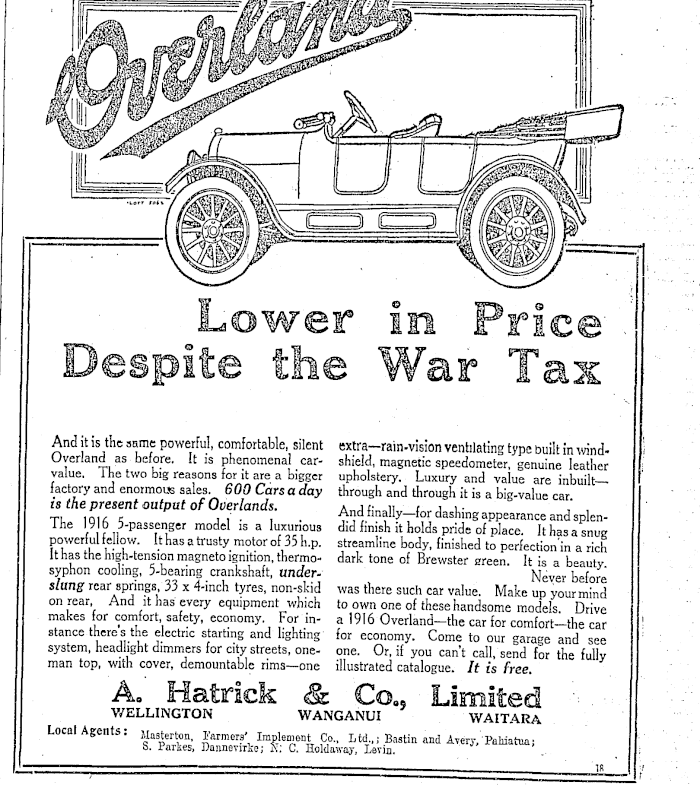 Overland
Lower in Price
Despite the War Tax
And it is the same powerful, comfortable, silent
Overland as before. It is phenomenal car-
value. The two big reasons for it are a bigger
factory and enormous sales. 600 Cars a day
is the present output of Overlands.
The 1916 5-passenger model is a luxurious
powerful fellow. It has a trusty motor of 35 h.p.
It has the high-tension magneto ignition, thermo-
syphon cooling, 5-bearing crankshaft, under-
slung rear springs, 33 x 4-inch tyres, non-skid
on rear, And it has every equipment which
makes for comfort, safety, economy. For in-
stance there's the electric starting and lighting
system, headlight dimmers for city streets, one-
man top, with cover, demountable rims—one
extra—rain-vision ventilating type built in wind-
shield, magnetic speedometer, genuine leather
upholstery. Luxury and value are inbuilt—
through and through it is a big-value car.
And finally—for dashing appearance and splen-
did finish it holds pride of place. It has a snug
streamline body, finished to perfection in a rich
dark tone of Brewster green. It is a beauty.
Never before
was there such car value. Make up your mind
to own one of these handsome models. Drive
a 1916 Overland—the car for comfort—the car
for economy. Come to our garage and see
one. Or, if you can't call, send for the fully
illustrated catalogue. It is free.
A. Hatrick & Co., Limited
WELLINGTON WANGANUI WAITARA
Local Agents: Masterton, Farmers' Implement Co., Ltd.,; Bastin and Avery, Pahiatua;
S. Parkes, Dannevirke; N. C. Holdaway, Levin.
18